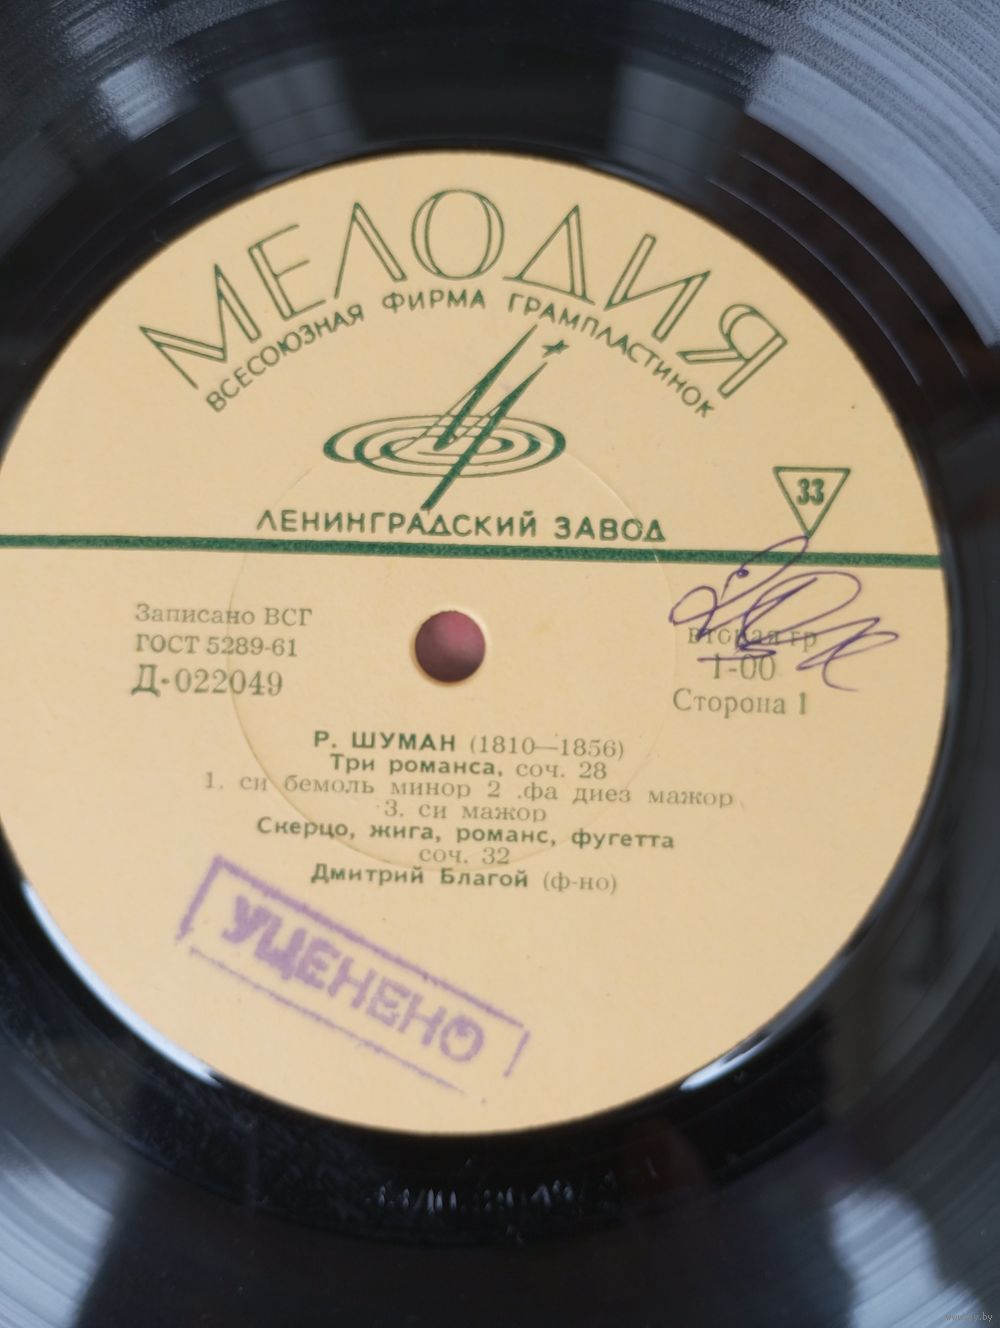 МЕЛОДИЯ
ВСЕСОЮЗНАЯ ФИРМА ГРАМПЛАСТИНОК
ЛЕНИНГРАДСКИЙ ЗАВОД
33
Записано ВСГ
ГОСТ 5289-61
Д-022049
вторая гр
1-00
Сторона 1
Р. ШУМАН (1810—1856)
Три романса, соч. 28
1. си бемоль минор 2 .фа диез мажор
3. си мажор
Скерцо, жига, романс, фугетта
соч. 32
Дмитрий Благой (ф-но)
УЦЕНЕНО